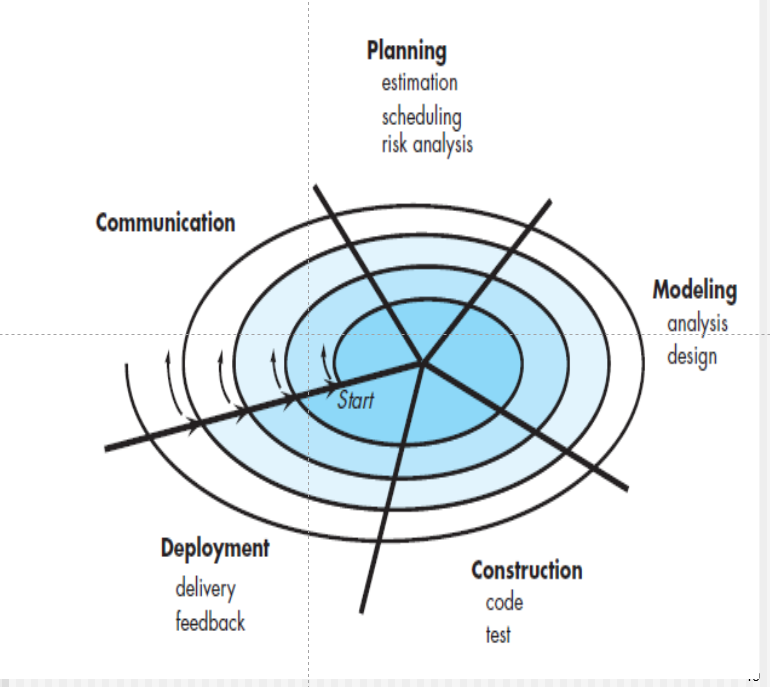 Planning
estimation
scheduling
risk analysis
Communication
Modeling
analysis
design
Start
Deployment
delivery
feedback
Construction
code
test